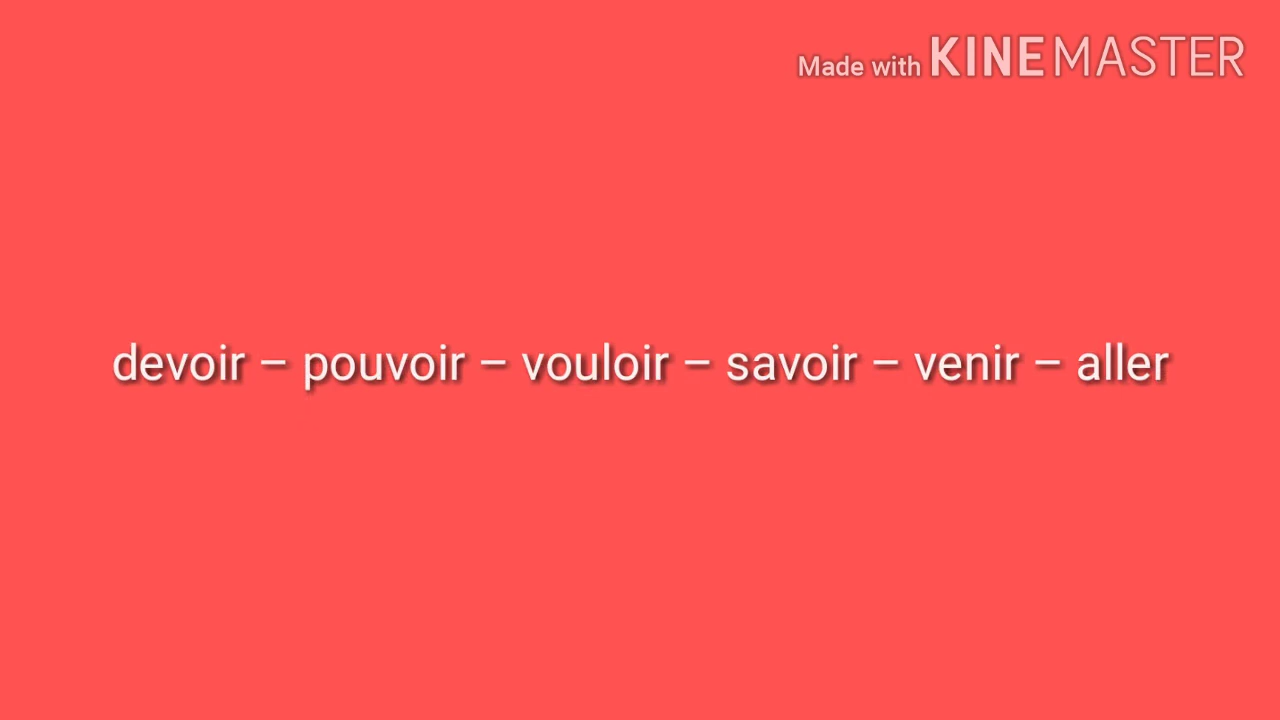 Made with KINEMASTER
devoir – pouvoir – vouloir – savoir – venir – aller